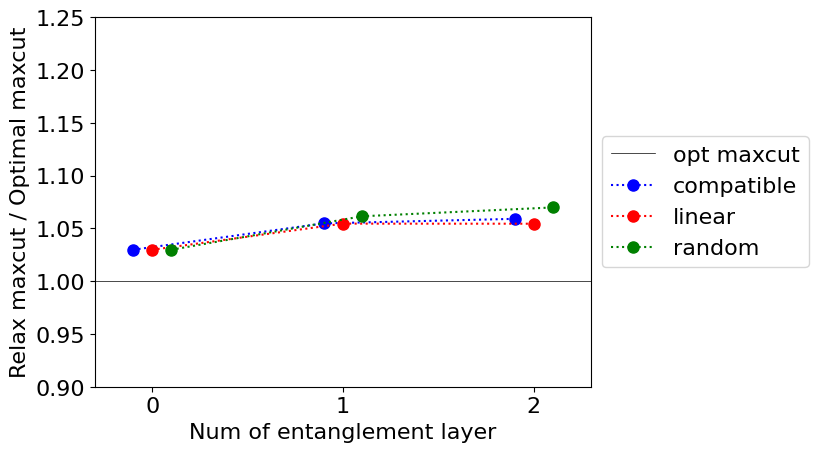 Relax maxcut / Optimal maxcut
1.25
1.20
1.15
1.10
1.05
1.00
0.95
0.90
0
1
2
Num of entanglement layer
opt maxcut
compatible
linear
random